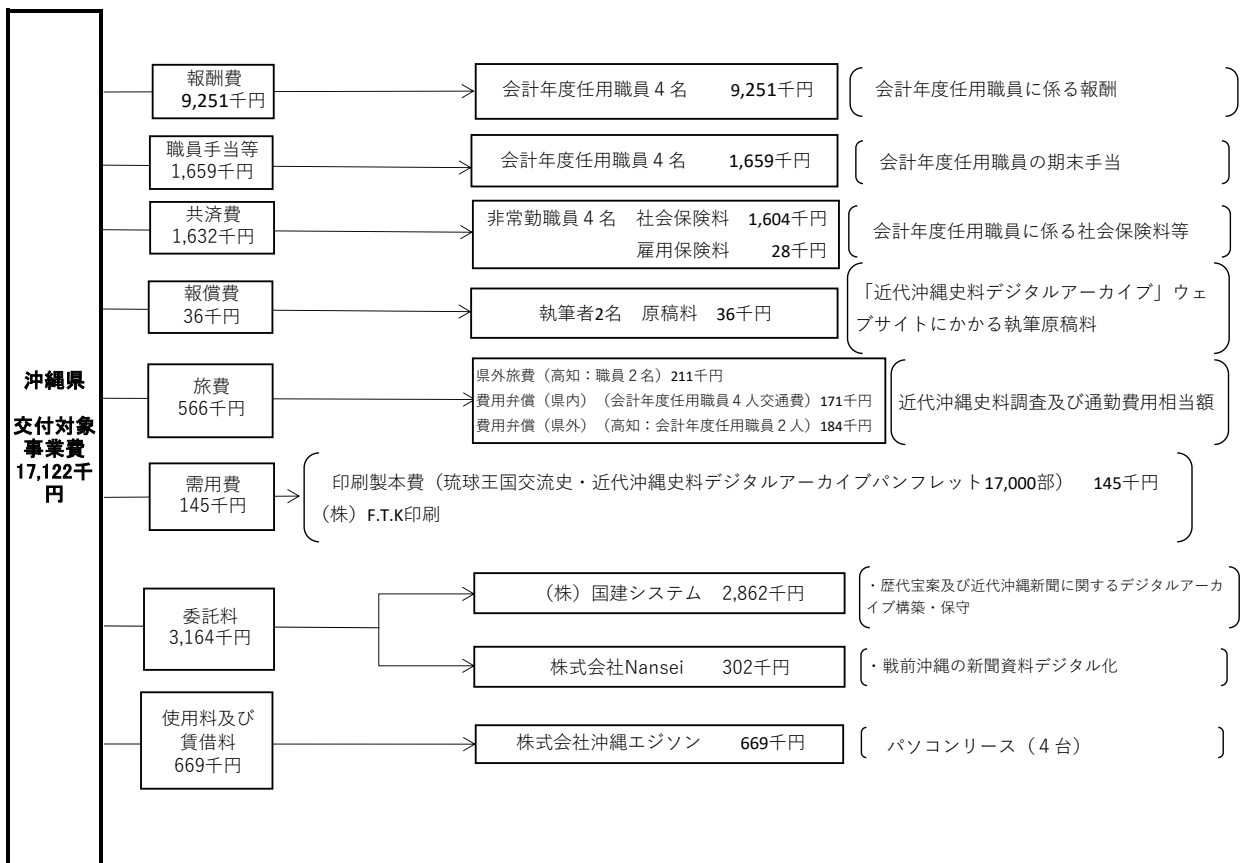 沖縄県
交付対象
事業費
17,122千
円
報酬費
9,251千円
会計年度任用職員４名　9,251千円
会計年度任用職員に係る報酬
職員手当等
1,659千円
会計年度任用職員４名　1,659千円
会計年度任用職員の期末手当
共済費
1,632千円
非常勤職員４名　社会保険料　1,604千円
雇用保険料　28千円
会計年度任用職員に係る社会保険料等
報償費
36千円
執筆者2名　原稿料　36千円
「近代沖縄史料デジタルアーカイブ」ウェ
ブサイトにかかる執筆原稿料
旅費
566千円
県外旅費（高知：職員２名）211千円
費用弁償（県内）（会計年度任用職員４人交通費）171千円
費用弁償（県外）（高知：会計年度任用職員２人）184千円
近代沖縄史料調査及び通勤費用相当額
需用費
145千円
印刷製本費（琉球王国交流史・近代沖縄史料デジタルアーカイブパンフレット17,000部）　145千円
（株）F.T.K印刷
委託料
3,164千円
（株）国建システム　2,862千円
・歴代宝案及び近代沖縄新聞に関するデジタルアーカ
イブ構築・保守
株式会社Nansei　302千円
・戦前沖縄の新聞資料デジタル化
使用料及び
賃借料
669千円
株式会社沖縄エジソン　669千円
パソコンリース（４台）